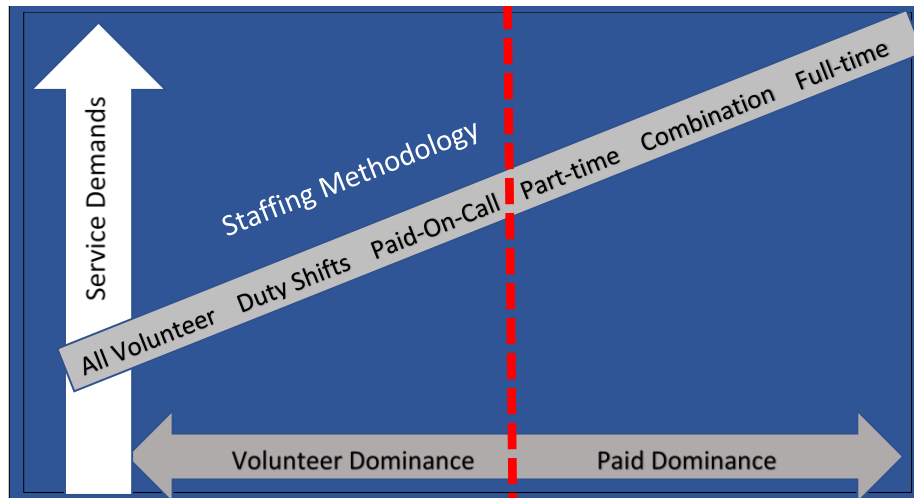 Service Demands
Staffing Methodology
All Volunteer Duty Shifts Paid-On-Call Part-time Combination Full-time
Volunteer Dominance Paid Dominance